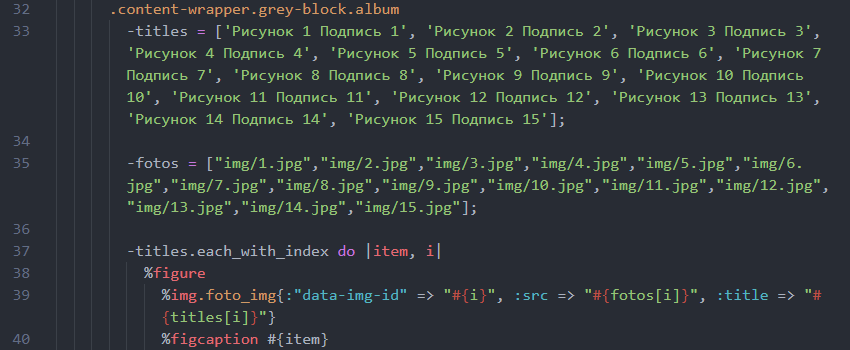 32 .content-wrapper.grey-block.album
33 -titles = ['Рисунок 1 Подпись 1', 'Рисунок 2 Подпись 2', 'Рисунок 3 Подпись 3',
'Рисунок 4 Подпись 4', 'Рисунок 5 Подпись 5', 'Рисунок 6 Подпись 6', 'Рисунок 7
Подпись 7', 'Рисунок 8 Подпись 8', 'Рисунок 9 Подпись 9', 'Рисунок 10 Подпись
10', 'Рисунок 11 Подпись 11', 'Рисунок 12 Подпись 12', 'Рисунок 13 Подпись 13',
'Рисунок 14 Подпись 14', 'Рисунок 15 Подпись 15'];
34
35 -fotos = ["img/1.jpg","img/2.jpg","img/3.jpg","img/4.jpg","img/5.jpg","img/6.
jpg","img/7.jpg","img/8.jpg","img/9.jpg","img/10.jpg","img/11.jpg","img/12.jpg",
"img/13.jpg","img/14.jpg","img/15.jpg"];
36
37 -titles.each_with_index do |item, i|
38 %figure
39 %img.foto_img{:"data-img-id" => "#{i}", :src => "#{fotos[i]}", :title => "#
{titles[i]}"}
40 %figcaption #{item}